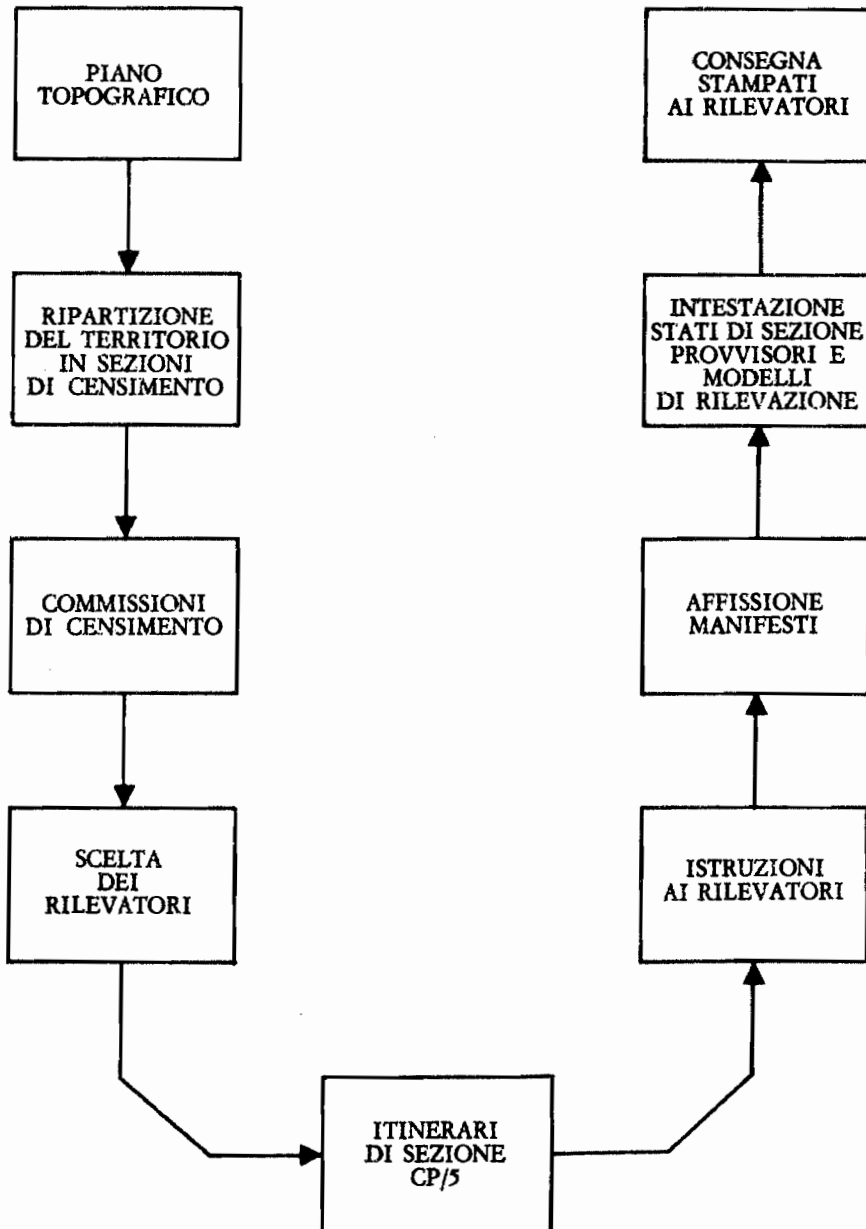 PIANO
TOPOGRAFICO
RIPARTIZIONE
DEL TERRITORIO
IN SEZIONI
DI CENSIMENTO
COMMISSIONI
DI CENSIMENTO
SCELTA
DEI
RILEVATORI
ITINERARI
DI SEZIONE
CP/5
ISTRUZIONI
AI RILEVATORI
AFFISSIONE
MANIFESTI
INTESTAZIONE
STATI DI SEZIONE
PROVVISORI E
MODELLI
DI RILEVAZIONE
CONSEGNA
STAMPATI
AI RILEVATORI